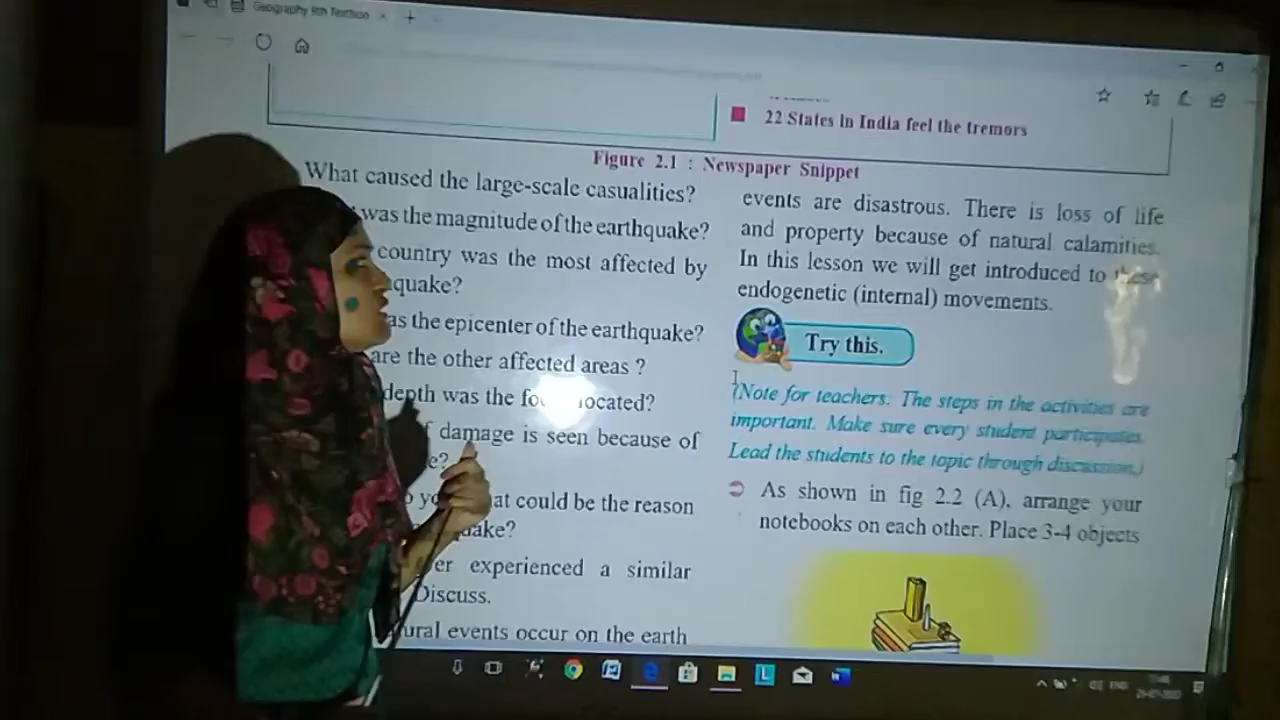 Geography 9th Textboo
22 States in India feel the tremors
Figure 2.1 : Newspaper Snippet
What caused the large-scale casualities?
was the magnitude of the earthquake?
country was the most affected by
quake?
as the epicenter of the earthquake?
are the other affected areas ?
depth was the located?
damage is seen because of
e?
at could be the reason
quake?
er experienced a similar
Discuss.
ural events occur on the earth
events are disastrous. There is loss of life
and property because of natural calamities.
In this lesson we will get introduced to these
endogenetic (internal) movements.
Try this.
(Note for teachers: The steps in the activities are
important. Make sure every student participates.
Lead the students to the topic through discussion.)
As shown in fig 2.2 (A), arrange your
notebooks on each other. Place 3-4 objects
ENG